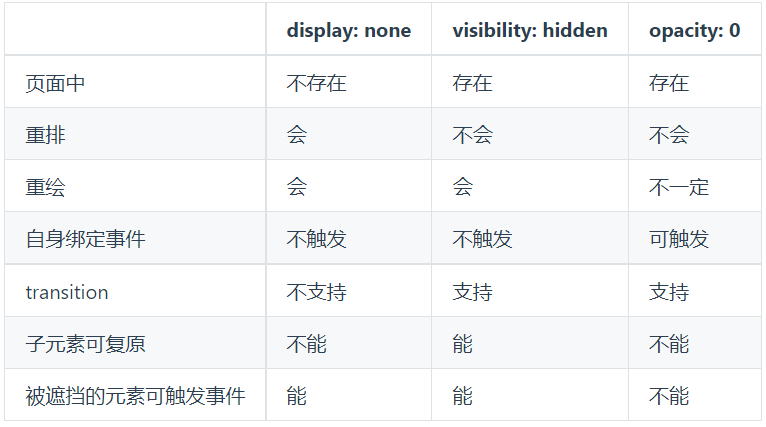 display: none visibility: hidden opacity: 0
页面中 不存在 存在 存在
重排 会 不会 不会
重绘 会 会 不一定
自身绑定事件 不触发 不触发 可触发
transition 不支持 支持 支持
子元素可复原 不能 能 不能
被遮挡的元素可触发事件 能 能 不能